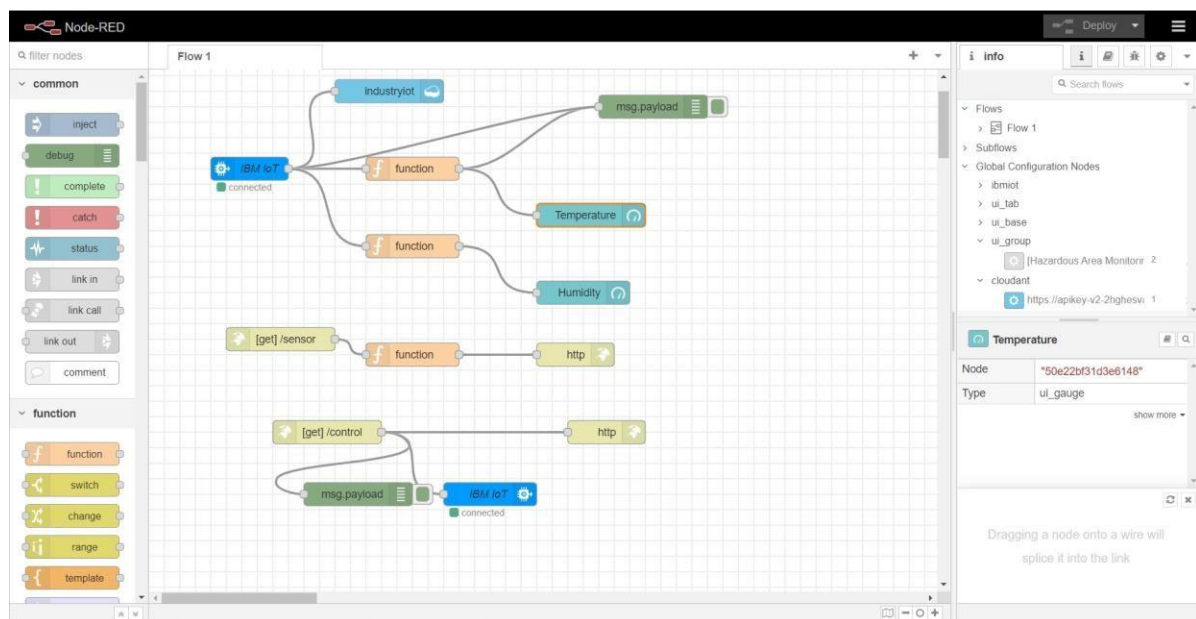 Node-RED
Deploy
filter nodes
common
inject
debug
complete
catch
status
link in
link call
link out
comment
function
function
switch
change
range
template
Flow 1
industryiot
msg.payload
IBM IoT
connected
function
Temperature
function
Humidity
[get] /sensor
function
http
[get] /control
http
msg.payload
IBM IoT
connected
info
Search flows
Flows
Flow 1
Subflows
Global Configuration Nodes
ibmiot
ui_tab
ui_base
ui_group
[Hazardous Area Monitorir 2
cloudant
https://apikey-v2-2hghesv 1
Temperature
Node "50e22bf31d3e6148"
Type ui_gauge
show more
Dragging a node onto a wire will
splice it into the link